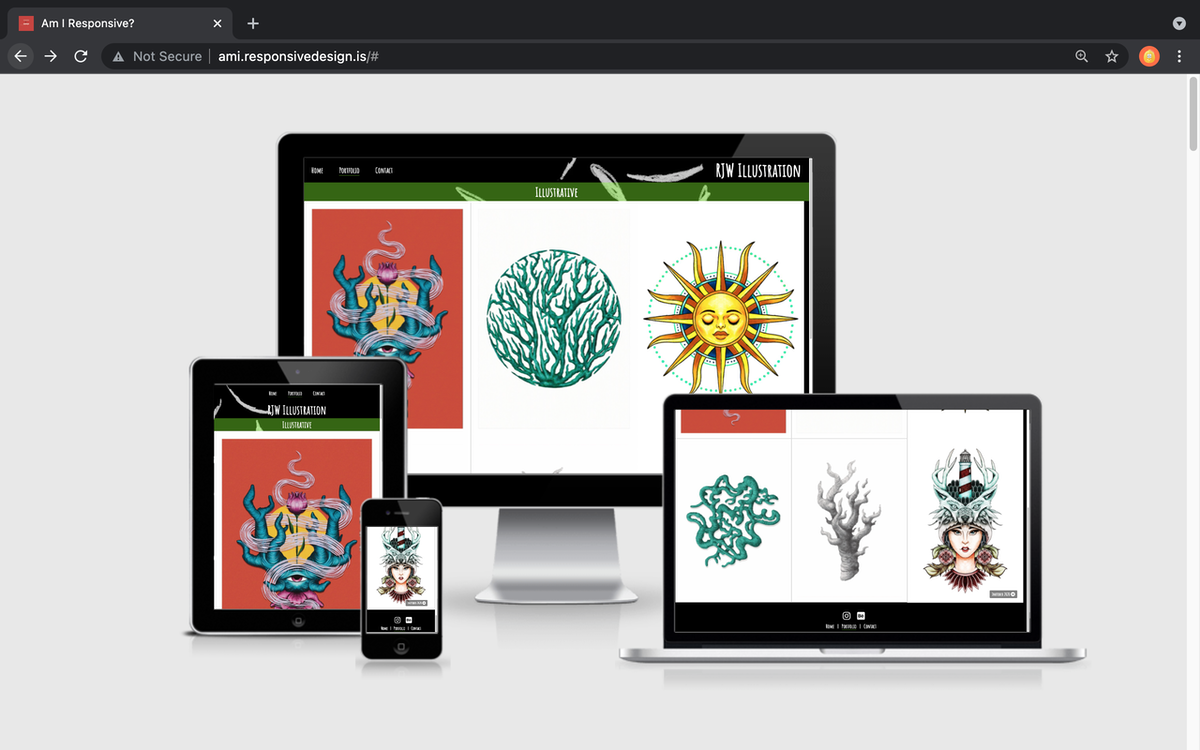 Am I Responsive?
Not Secure | ami.responsivedesign.is/#
Home Portfolio Contact
RJW Illustration
Illustrative
Home Portfolio Contact
RJW Illustration
Illustrative
Home | Portfolio | Contact
Home | Portfolio | Contact